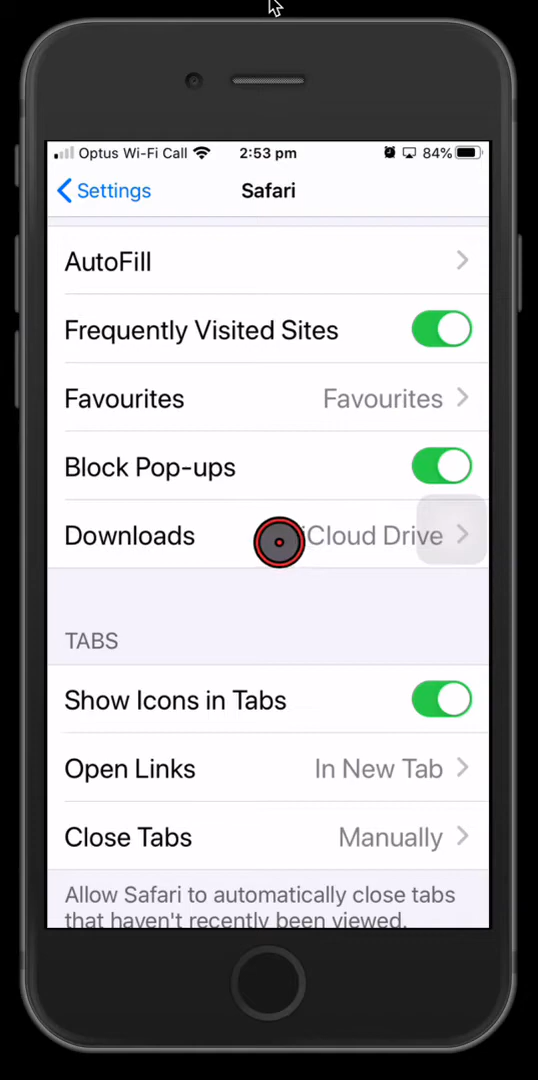 Optus Wi-Fi Call 2:53 pm 84%
Settings Safari
AutoFill
Frequently Visited Sites
Favourites Favourites
Block Pop-ups
Downloads iCloud Drive
TABS
Show Icons in Tabs
Open Links In New Tab
Close Tabs Manually
Allow Safari to automatically close tabs
that haven't recently been viewed.